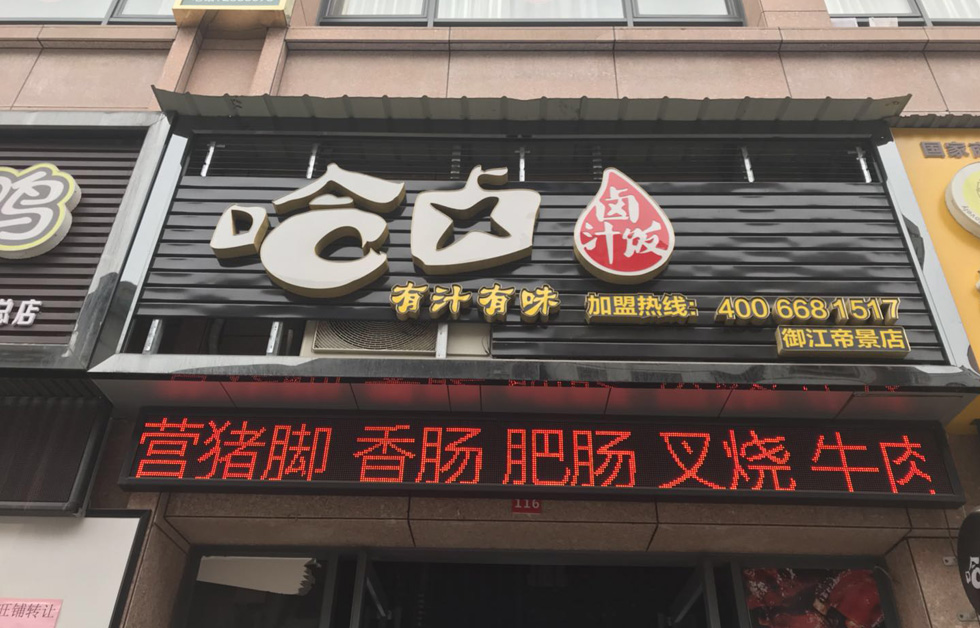 哈卤
卤
汁饭
有汁有味
加盟热线: 400 668 1517
御江帝景店
营猪脚 香肠 肥肠 叉烧 牛肉
116
鸡
总店
国家
旺铺转让